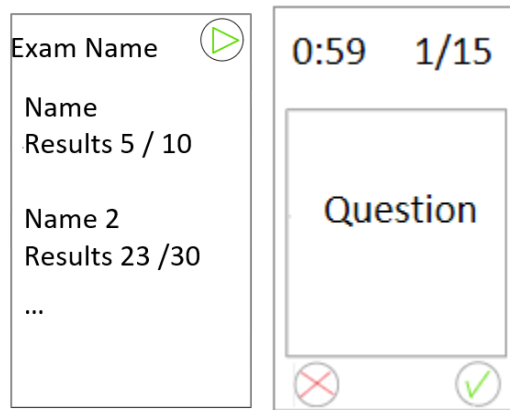 Exam Name
Name
Results 5 / 10
Name 2
Results 23 /30
...
0:59 1/15
Question